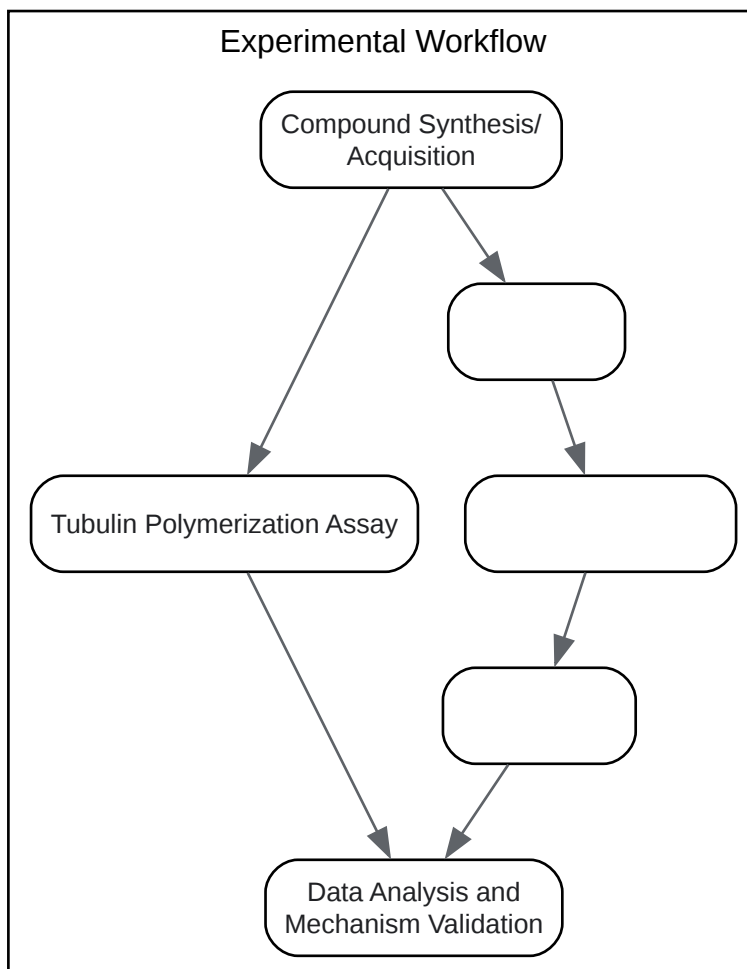 Experimental Workflow
Compound Synthesis/
Acquisition
Tubulin Polymerization Assay
Data Analysis and
Mechanism Validation